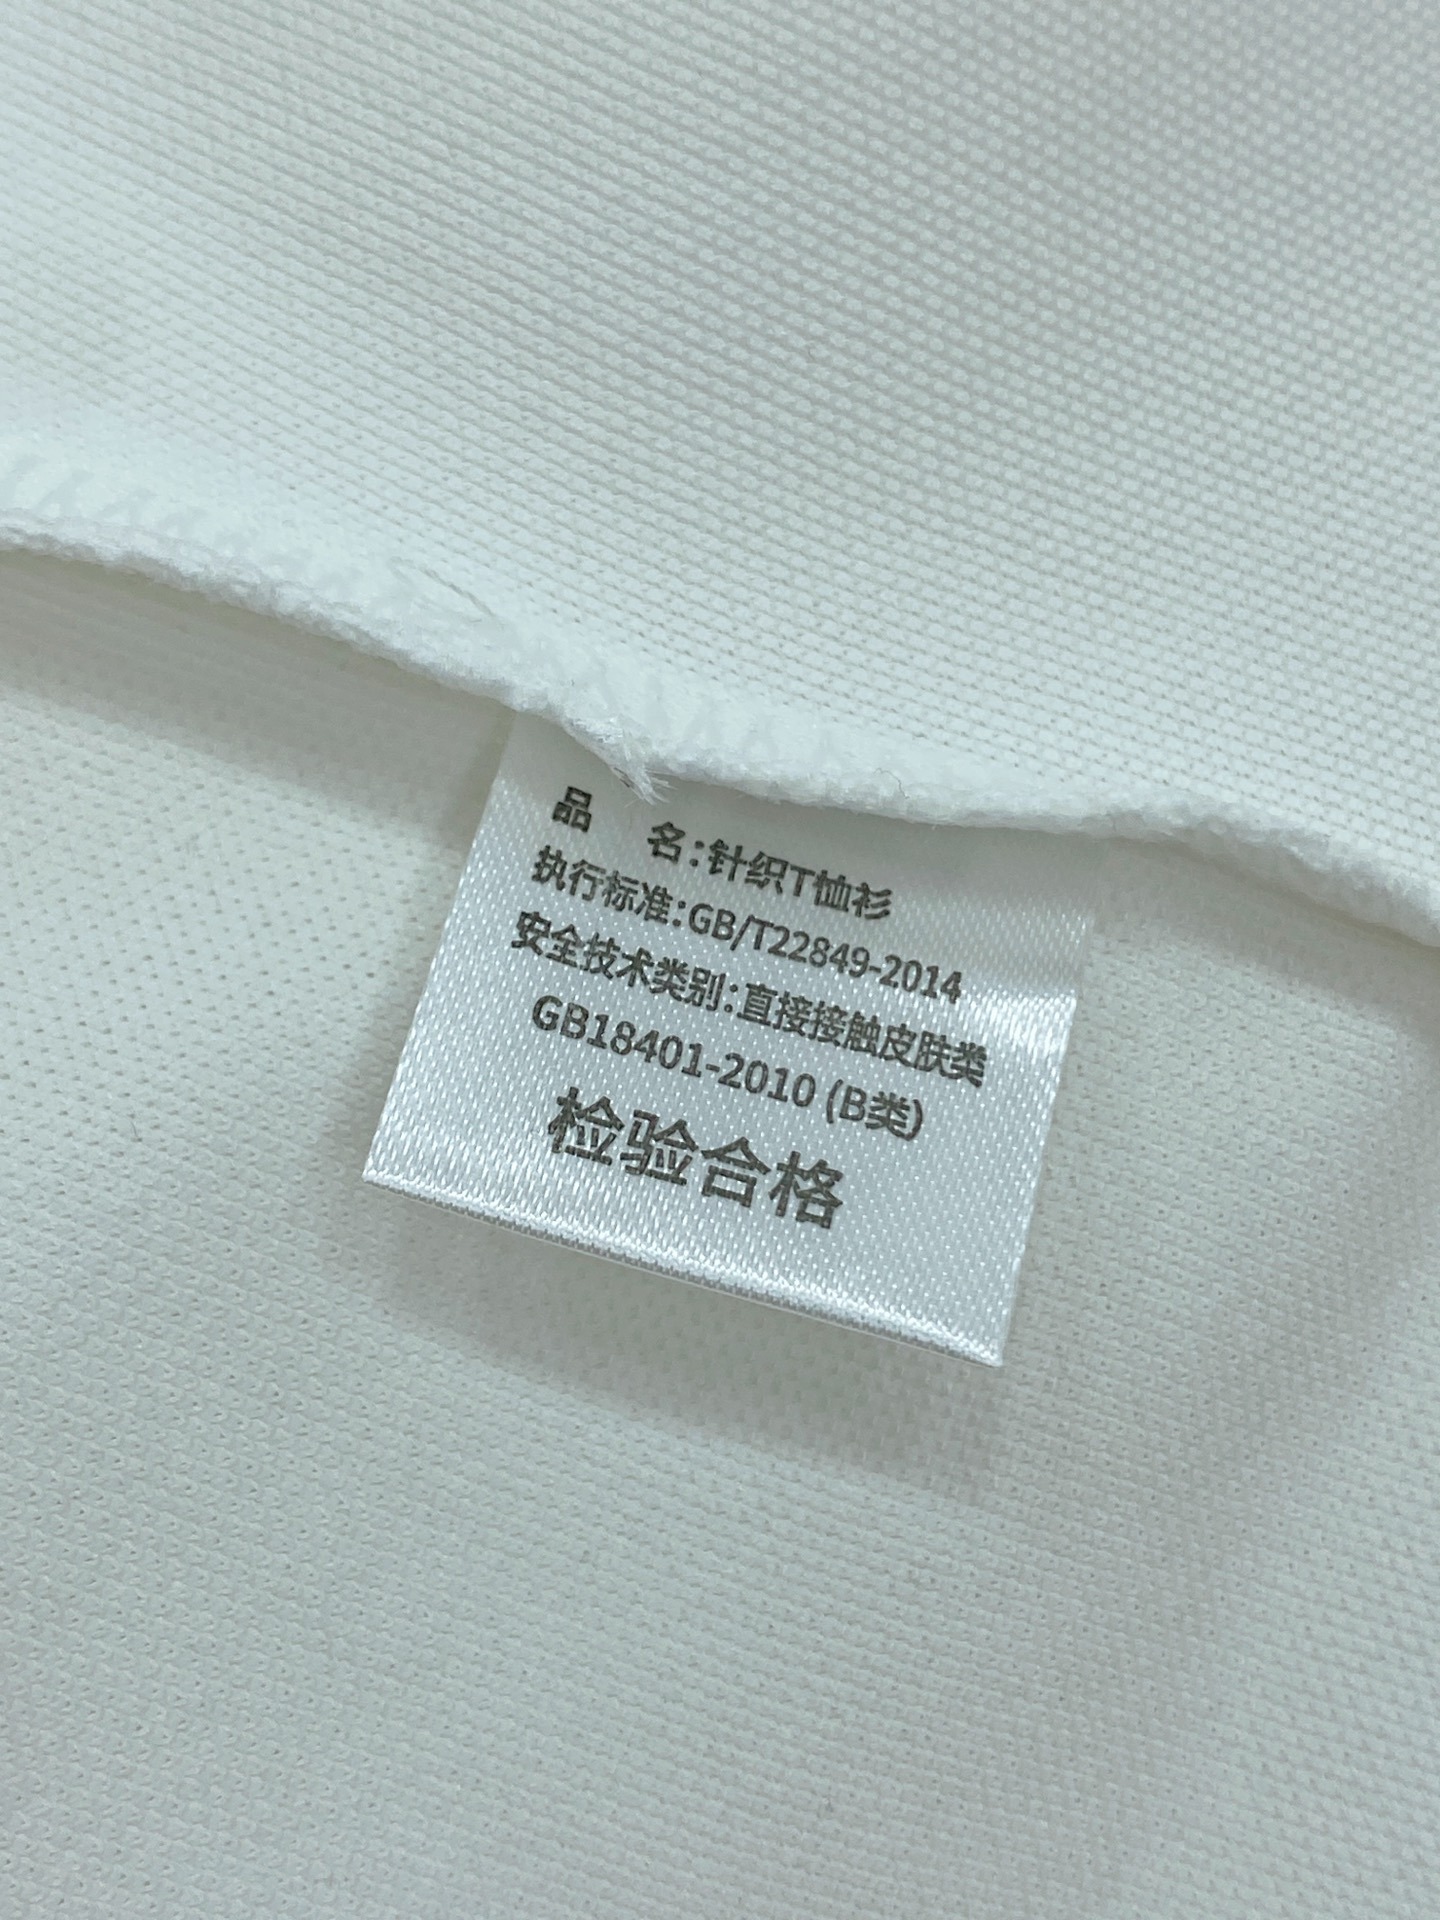 品 名:针织T恤衫
执行标准:GB/T22849-2014
安全技术类别:直接接触皮肤类
GB18401-2010 (B类)
检验合格